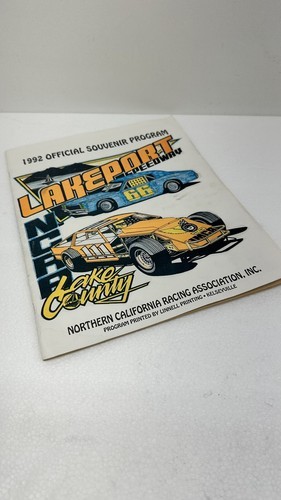 1992 OFFICIAL SOUVENIR PROGRAM
LAKEPORT
SPEEDWAY
NCRA
66
Lake
County
NORTHERN CALIFORNIA RACING ASSOCIATION, INC.
PROGRAM PRINTED BY LINNELL PRINTING • KELSEYVILLE